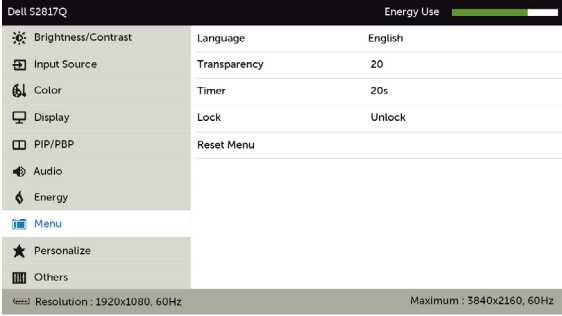 Dell S2817Q Energy Use
Brightness/Contrast Language English
Input Source Transparency 20
Color Timer 20s
Display Lock Unlock
PIP/PBP Reset Menu
Audio
Energy
Menu
Personalize
Others
Resolution : 1920x1080, 60Hz Maximum : 3840x2160, 60Hz